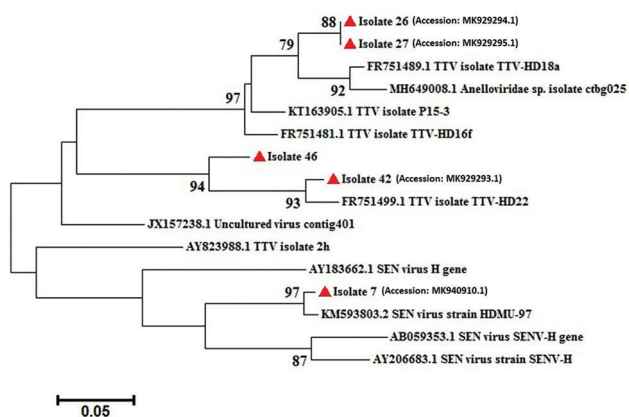 88
Isolate 26 (Accession: MK929294.1)
79
Isolate 27 (Accession: MK929295.1)
FR751489.1 TTV isolate TTV-HD18a
92
MH649008.1 Anelloviridae sp. isolate ctbg025
97
KT163905.1 TTV isolate P15-3
FR751481.1 TTV isolate TTV-HD16f
Isolate 46
94
Isolate 42 (Accession: MK929293.1)
93
FR751499.1 TTV isolate TTV-HD22
JX157238.1 Uncultured virus contig401
AY823988.1 TTV isolate 2h
AY183662.1 SEN virus H gene
97
Isolate 7 (Accession: MK940910.1)
KM593803.2 SEN virus strain HDMU-97
AB059353.1 SEN virus SENV-H gene
87
AY206683.1 SEN virus strain SENV-H
0.05